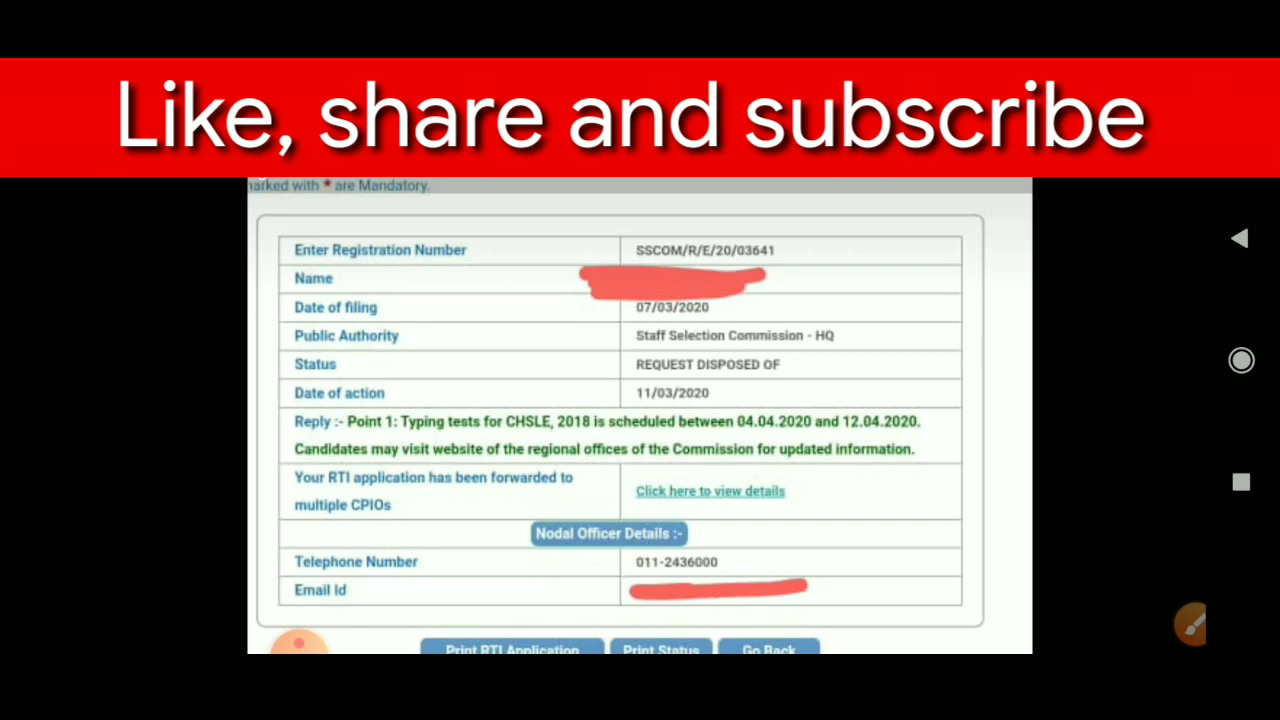 Like, share and subscribe
marked with * are Mandatory.
Enter Registration Number SSCOM/R/E/20/03641
Name
Date of filing 07/03/2020
Public Authority Staff Selection Commission - HQ
Status REQUEST DISPOSED OF
Date of action 11/03/2020
Reply :- Point 1: Typing tests for CHSLE, 2018 is scheduled between 04.04.2020 and 12.04.2020.
Candidates may visit website of the regional offices of the Commission for updated information.
Your RTI application has been forwarded to
multiple CPIOs Click here to view details
Nodal Officer Details :-
Telephone Number 011-2436000
Email Id
Print RTI Application Print Status Go Back